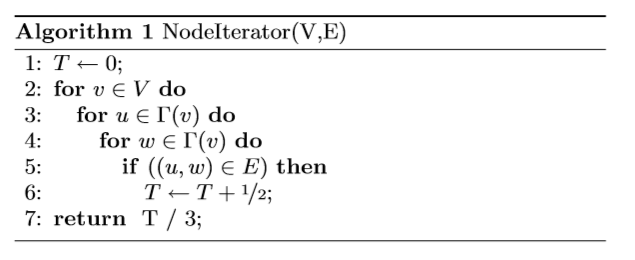 Algorithm 1 NodeIterator(V,E)
1: T ← 0;
2: for v ∈ V do
3: for u ∈ Γ(v) do
4: for w ∈ Γ(v) do
5: if ((u, w) ∈ E) then
6: T ← T + 1/2;
7: return T / 3;